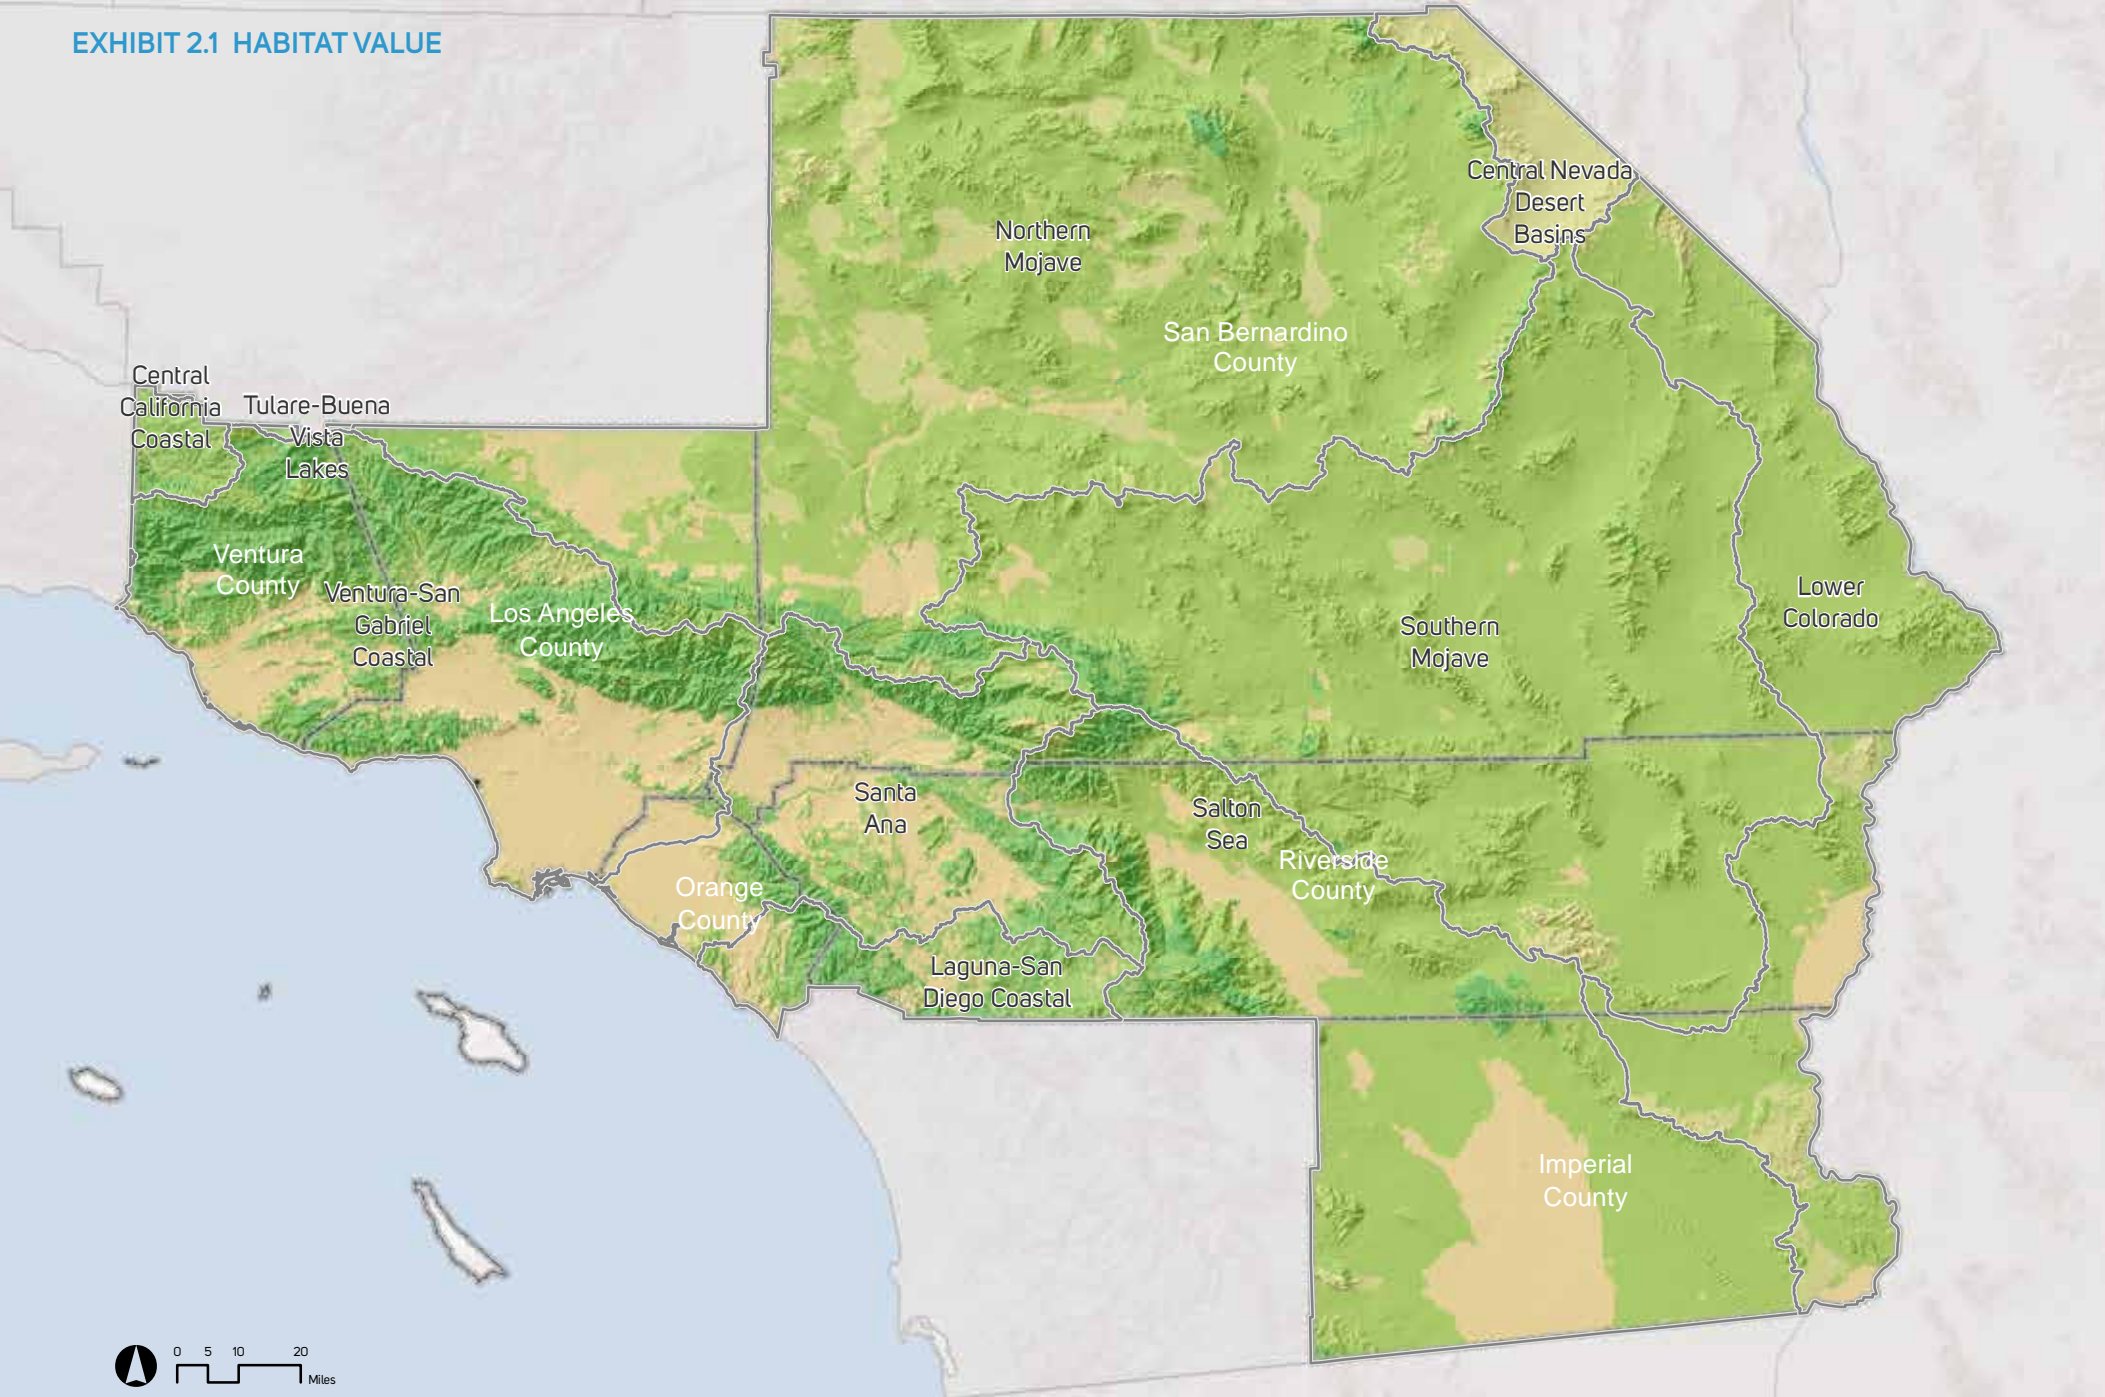 EXHIBIT 2.1 HABITAT VALUE
Central Nevada
Desert
Basins
Northern
Mojave
San Bernardino
County
Central
California
Coastal
Tulare-Buena
Vista
Lakes
Ventura
County
Ventura-San
Gabriel
Coastal
Los Angeles
County
Lower
Colorado
Southern
Mojave
Santa
Ana
Salton
Sea
Riverside
County
Orange
County
Laguna-San
Diego Coastal
Imperial
County
0 5 10 20
Miles